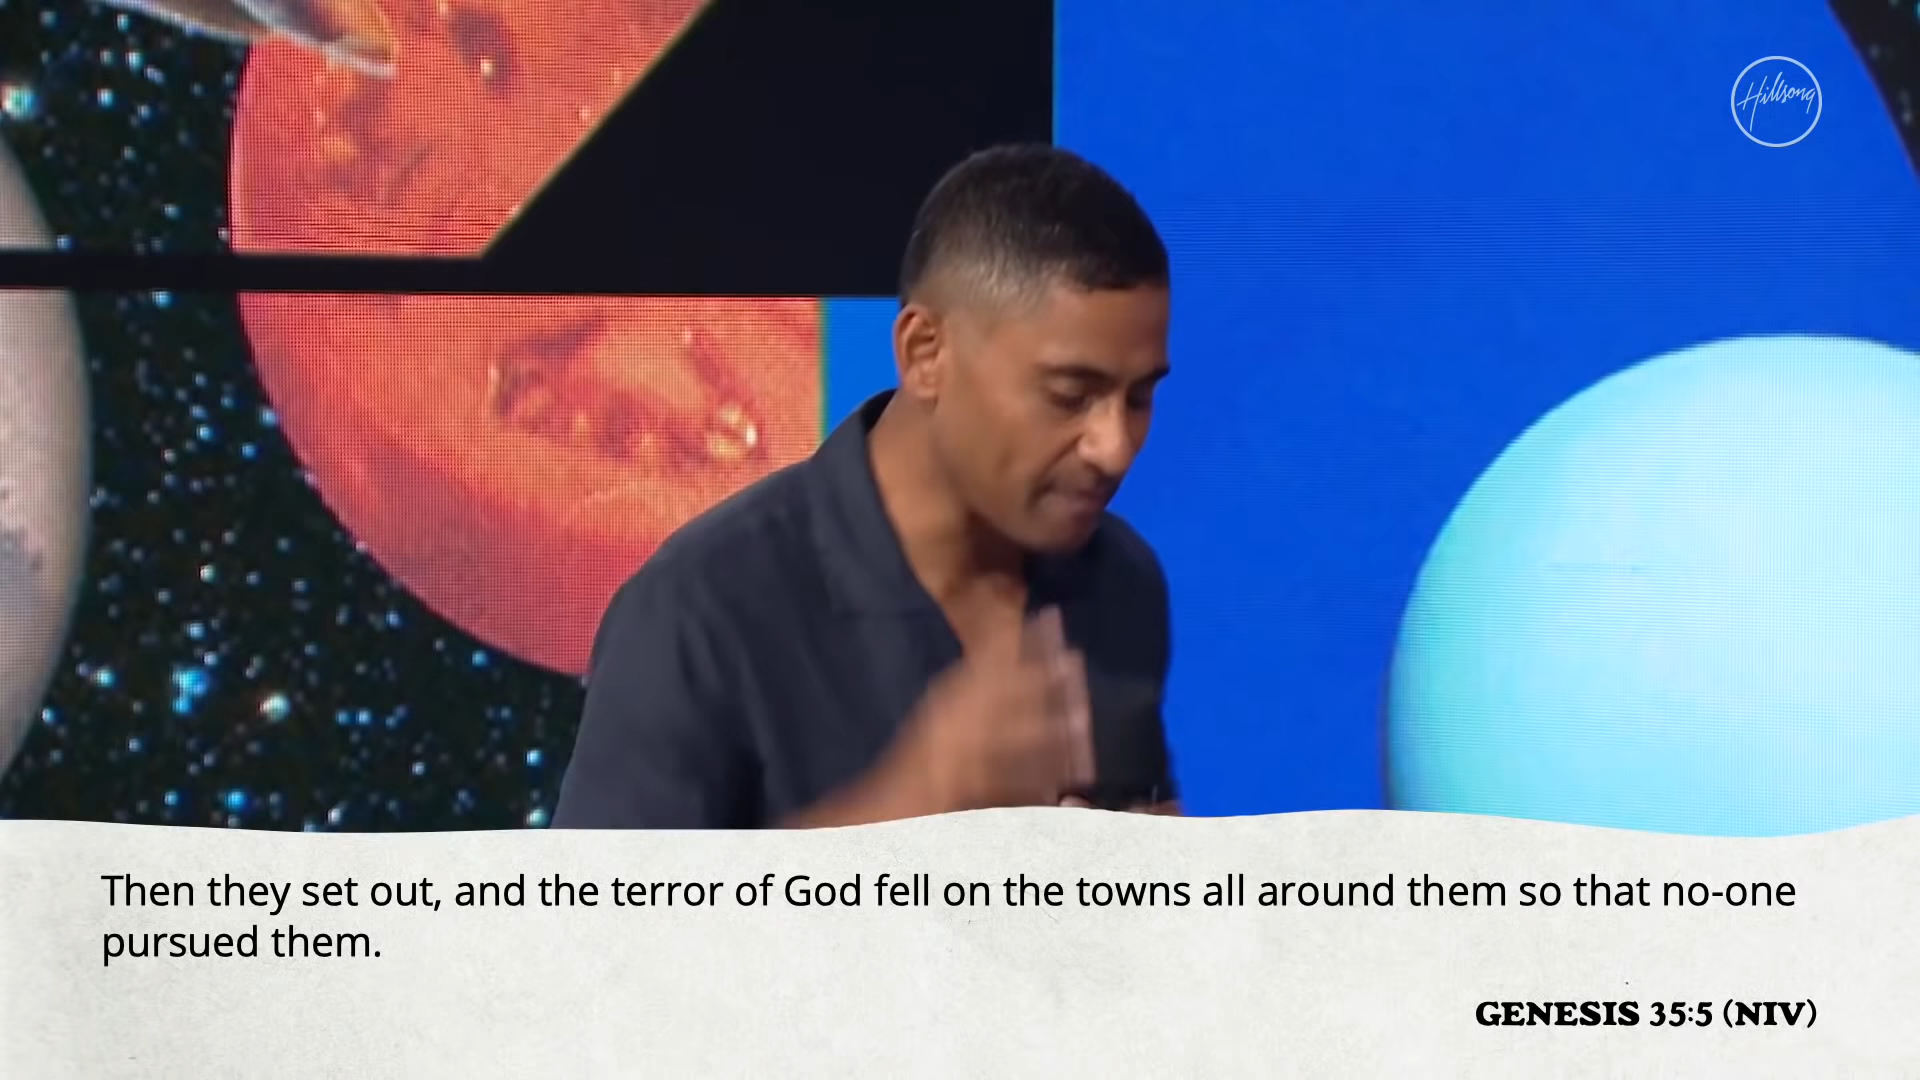 Hillsong
Then they set out, and the terror of God fell on the towns all around them so that no-one
pursued them.
GENESIS 35:5 (NIV)